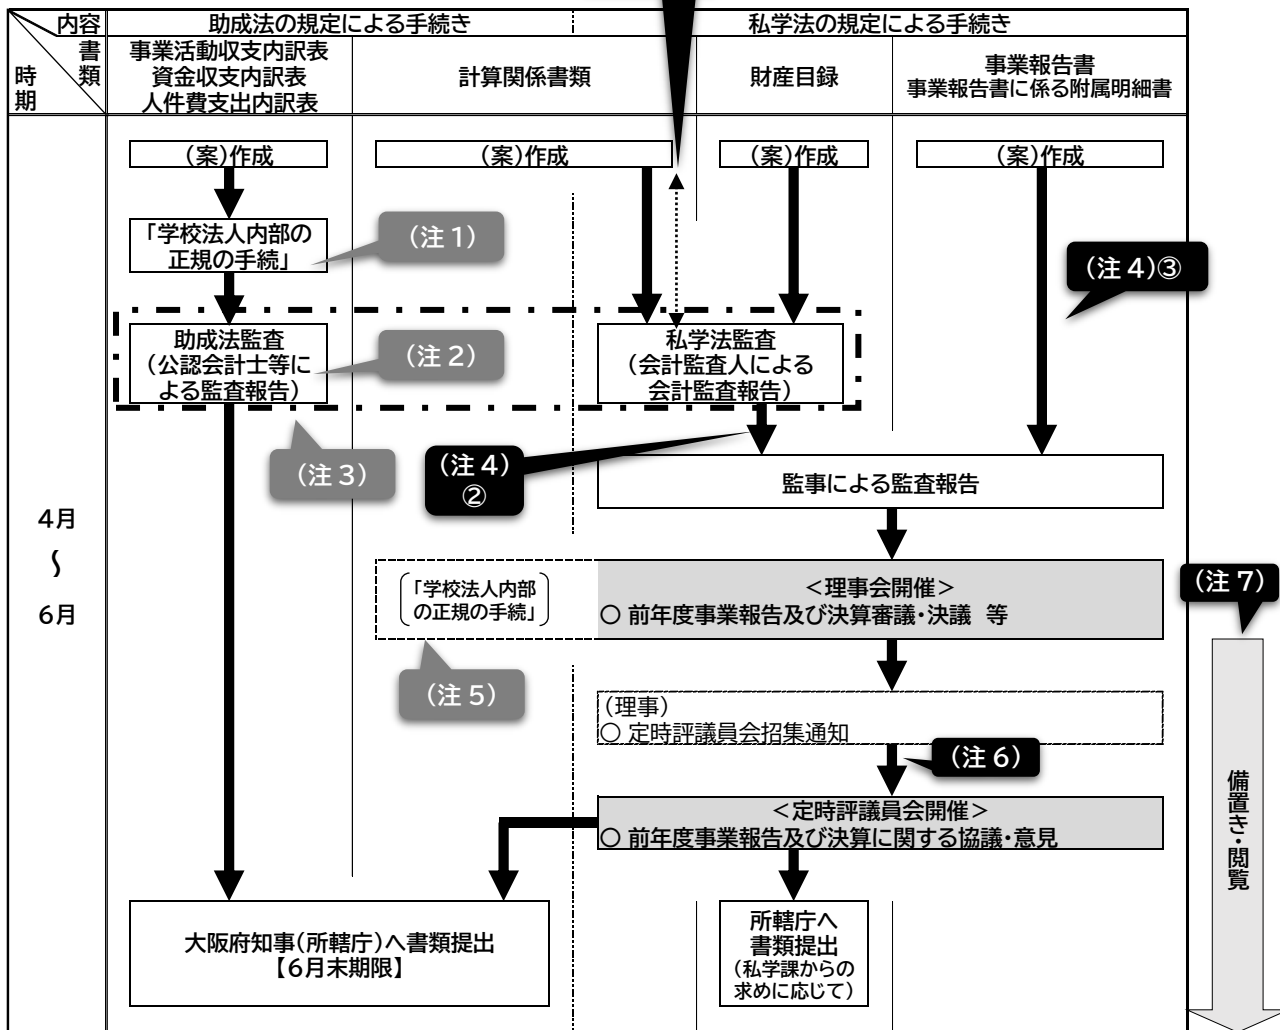 内容
書類
時期
助成法の規定による手続き
私学法の規定による手続き
事業活動収支内訳表
資金収支内訳表
人件費支出内訳表
計算関係書類
財産目録
事業報告書
事業報告書に係る附属明細書
（案）作成
（案）作成
（案）作成
（案）作成
「学校法人内部の
正規の手続」
（注１）
（注４）③
助成法監査
（公認会計士等に
よる監査報告）
（注２）
私学法監査
（会計監査人による
会計監査報告）
（注３）
（注４）
②
監事による監査報告
４月
〜
６月
「学校法人内部
の正規の手続」
＜理事会開催＞
○ 前年度事業報告及び決算審議・決議　等
（注７）
（注５）
（理事）
○ 定時評議員会招集通知
（注６）
＜定時評議員会開催＞
○ 前年度事業報告及び決算に関する協議・意見
備置き・閲覧
大阪府知事（所轄庁）へ書類提出
【６月末期限】
所轄庁へ
書類提出
（私学課からの
求めに応じて）